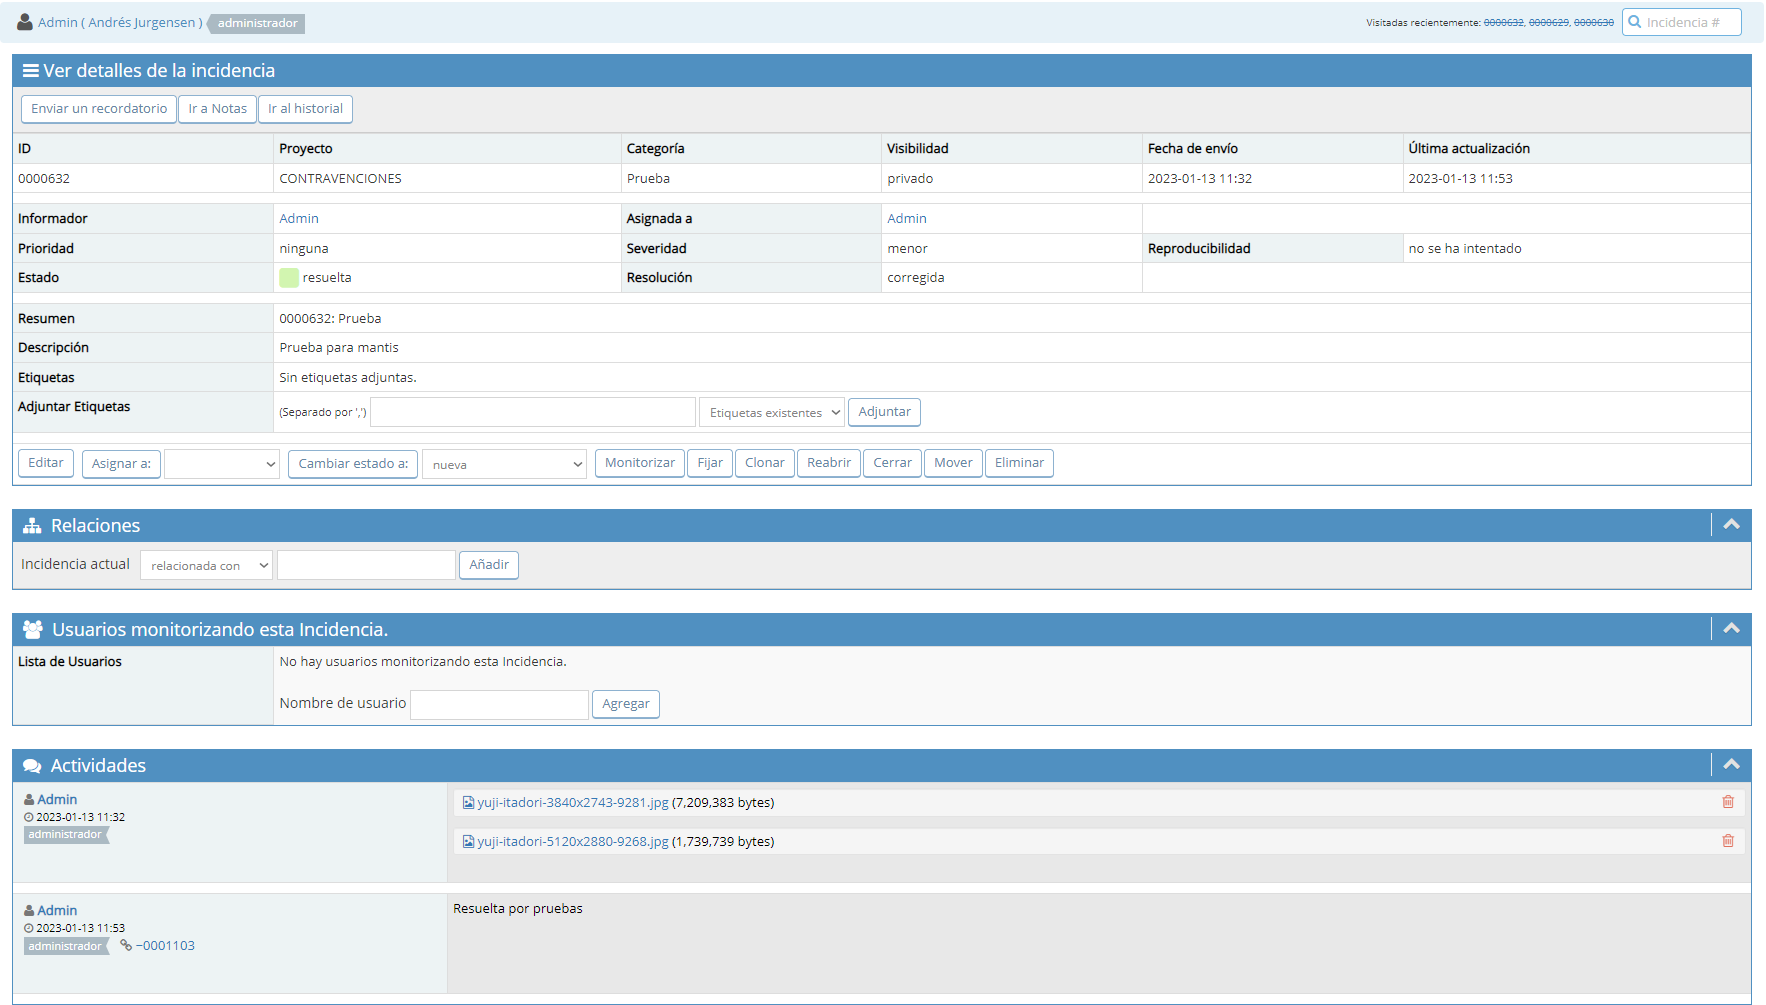 Admin ( Andrés Jurgensen ) administrador Visitadas recientemente: 0000632, 0000629, 0000630 Incidencia #
Ver detalles de la incidencia
Enviar un recordatorio Ir a Notas Ir al historial
ID Proyecto Categoría Visibilidad Fecha de envío Última actualización
0000632 CONTRAVENCIONES Prueba privado 2023-01-13 11:32 2023-01-13 11:53
Informador Admin Asignada a Admin
Prioridad ninguna Severidad menor Reproducibilidad no se ha intentado
Estado resuelta Resolución corregida
Resumen 0000632: Prueba
Descripción Prueba para mantis
Etiquetas Sin etiquetas adjuntas.
Adjuntar Etiquetas (Separado por ',') Etiquetas existentes Adjuntar
Editar Asignar a: Cambiar estado a: nueva Monitorizar Fijar Clonar Reabrir Cerrar Mover Eliminar
Relaciones
Incidencia actual relacionada con Añadir
Usuarios monitorizando esta Incidencia.
Lista de Usuarios No hay usuarios monitorizando esta Incidencia.
Nombre de usuario Agregar
Actividades
Admin
2023-01-13 11:32
administrador
yuji-itadori-3840x2743-9281.jpg (7,209,383 bytes)
yuji-itadori-5120x2880-9268.jpg (1,739,739 bytes)
Admin
2023-01-13 11:53
administrador ~0001103
Resuelta por pruebas